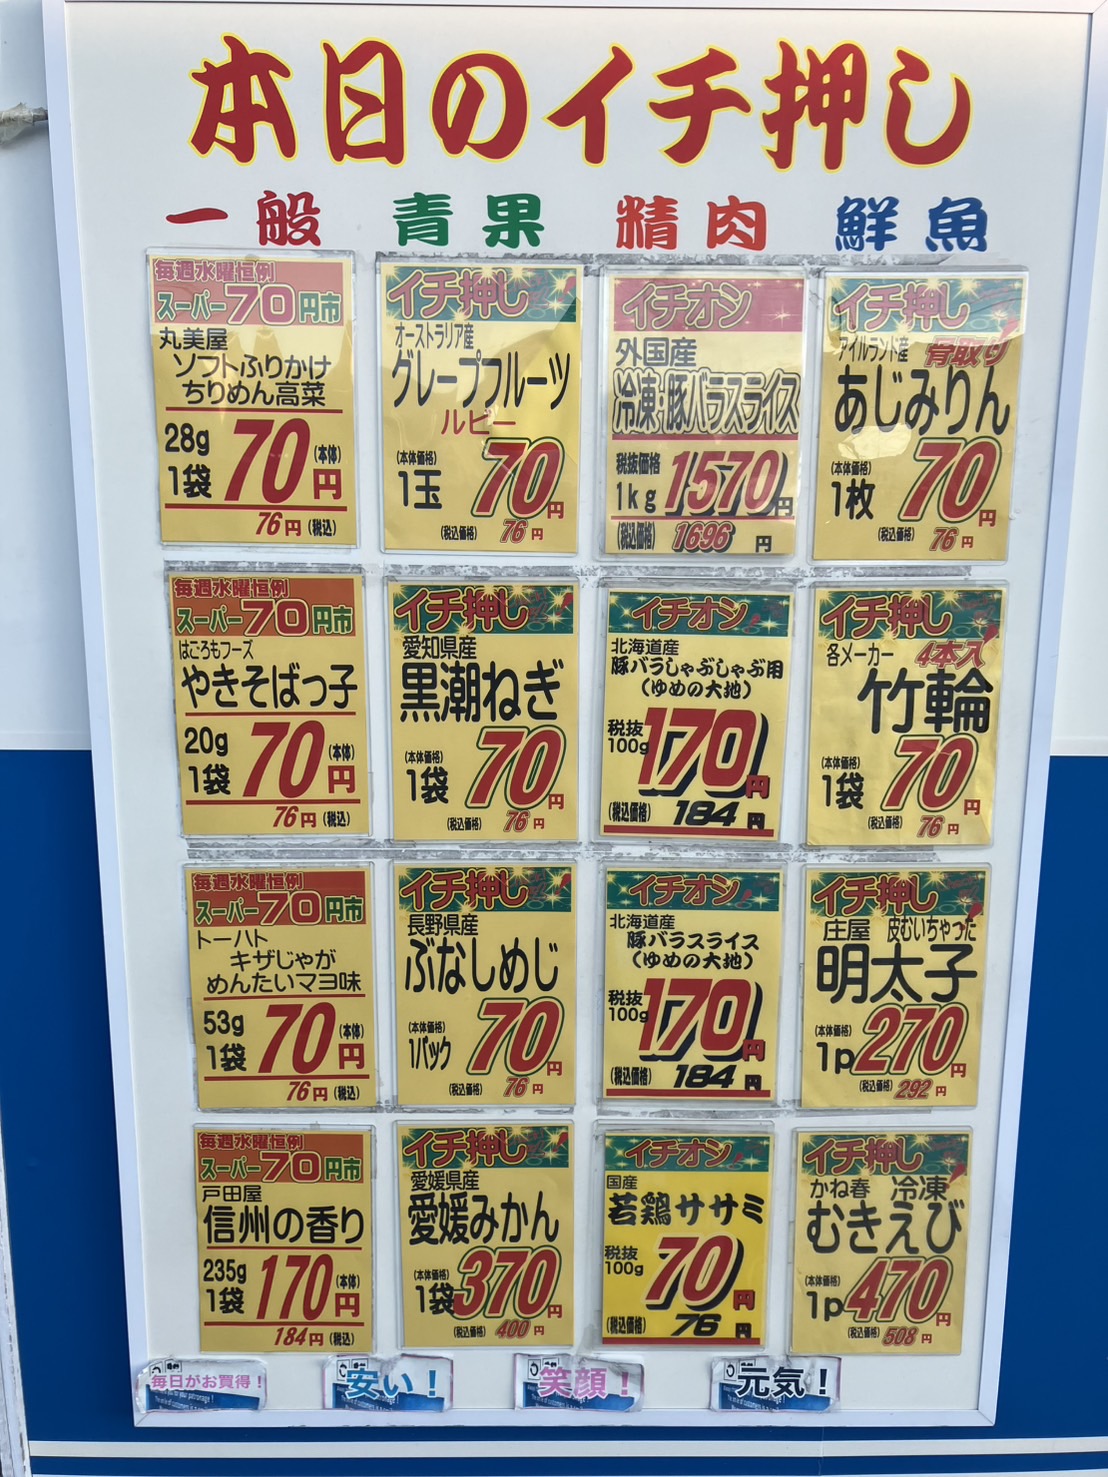 本日のイチ押し
一般 青果 精肉 鮮魚
毎週水曜恒例
スーパー70円市
丸美屋
ソフトふりかけ
ちりめん高菜
28g
1袋
70
(本体)
円
76円(税込)
イチ押し
オーストラリア産
グレープフルーツ
ルビー
(本体価格)
1玉
70円
(税込価格) 76円
イチオシ
外国産
冷凍・豚バラスライス
税抜価格
1kg
1570円
(税込価格) 1696円
イチ押し
アイルランド産 骨取り
あじみりん
(本体価格)
1枚
70円
(税込価格) 76円
毎週水曜恒例
スーパー70円市
はごろもフーズ
やきそばっ子
20g
1袋
70
(本体)
円
76円(税込)
イチ押し
愛知県産
黒潮ねぎ
(本体価格)
1袋
70円
(税込価格) 76円
イチオシ
北海道産
豚バラしゃぶしゃぶ用
(ゆめの大地)
税抜
100g
170円
(税込価格) 184円
イチ押し
各メーカー 4本入
竹輪
(本体価格)
1袋
70円
(税込価格) 76円
毎週水曜恒例
スーパー70円市
トーハト
キザじゃが
めんたいマヨ味
53g
1袋
70
(本体)
円
76円(税込)
イチ押し
長野県産
ぶなしめじ
(本体価格)
1パック
70円
(税込価格) 76円
イチオシ
北海道産
豚バラスライス
(ゆめの大地)
税抜
100g
170円
(税込価格) 184円
イチ押し
庄屋 皮むいちゃった
明太子
(本体価格)
1p
270円
(税込価格) 292円
毎週水曜恒例
スーパー70円市
戸田屋
信州の香り
235g
1袋
170
(本体)
円
184円(税込)
イチ押し
愛媛県産
愛媛みかん
(本体価格)
1袋
370円
(税込価格) 400円
イチオシ
国産
若鶏ササミ
税抜
100g
70円
(税込価格) 76円
イチ押し
かね春 冷凍
むきえび
(本体価格)
1p
470円
(税込価格) 508円
毎日がお買得！ 安い！ 笑顔！ 元気！